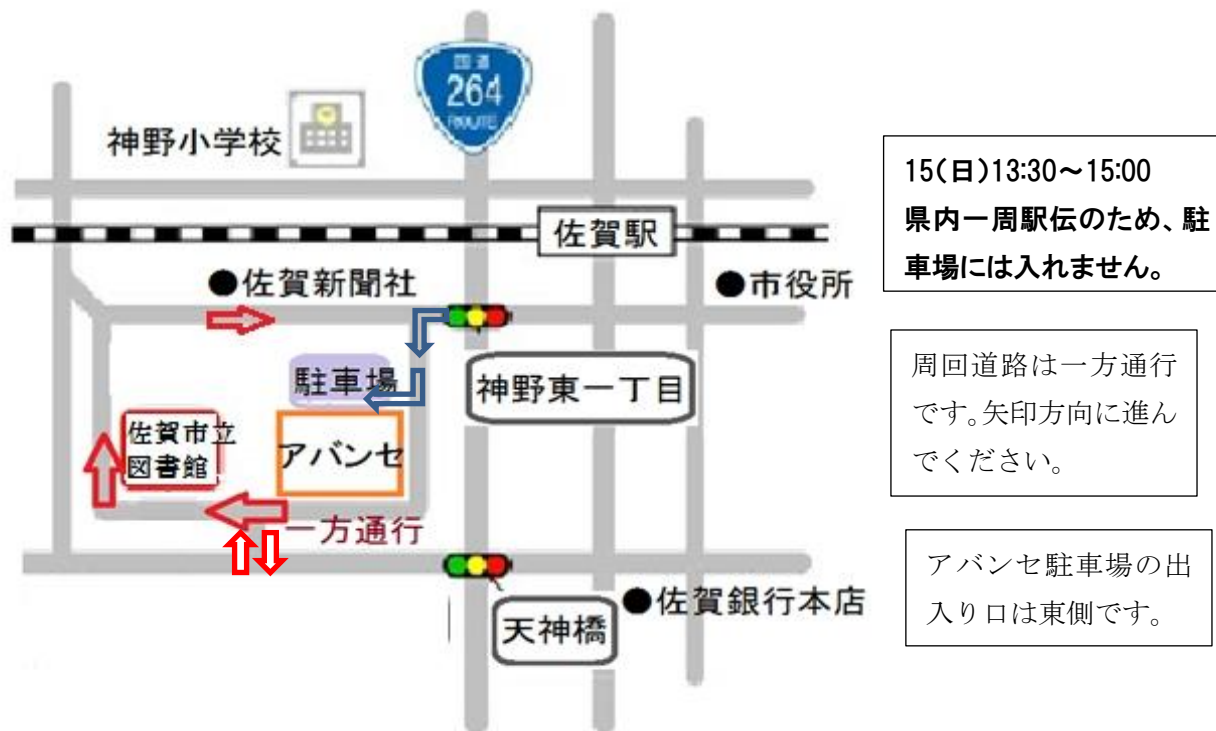 国道
264
ROUTE
神野小学校
佐賀駅
●佐賀新聞社
●市役所
駐車場
神野東一丁目
佐賀市立
図書館
アバンセ
一方通行
●佐賀銀行本店
天神橋
15(日)13:30～15:00
県内一周駅伝のため、駐
車場には入れません。
周回道路は一方通行
です。矢印方向に進ん
でください。
アバンセ駐車場の出
入り口は東側です。